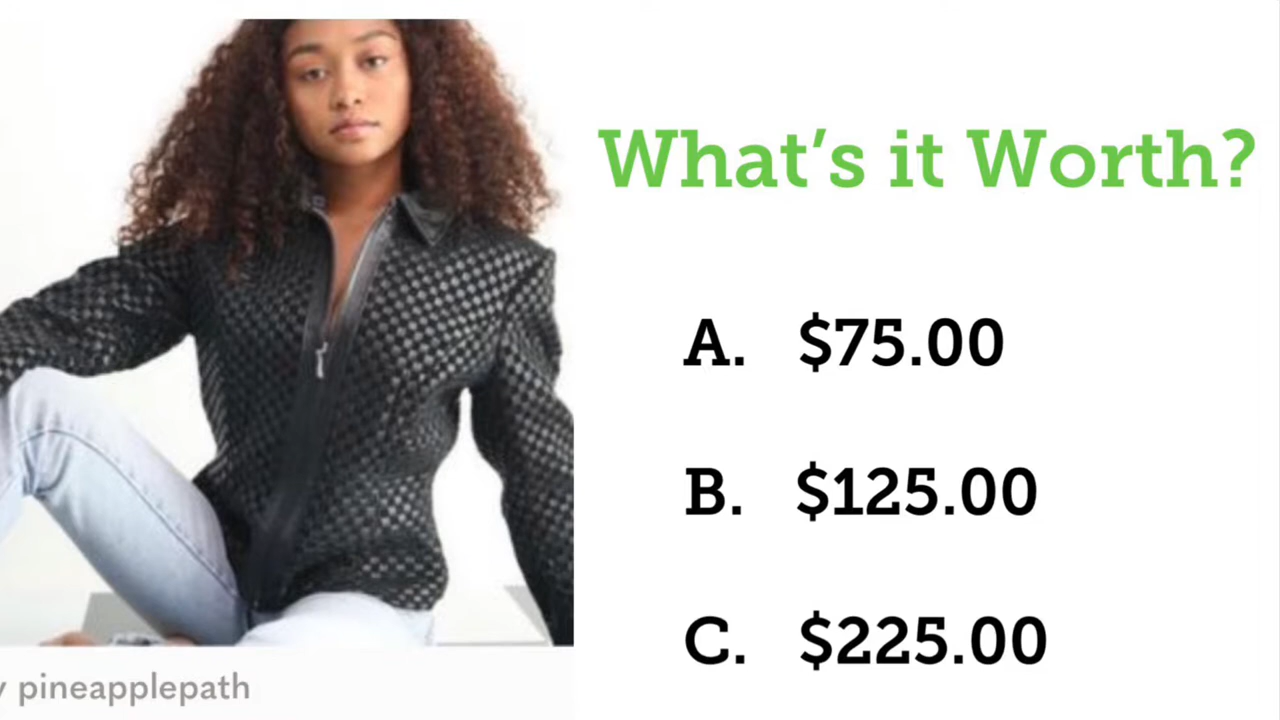 What's it Worth?
A. $75.00
B. $125.00
C. $225.00
pineapplepath